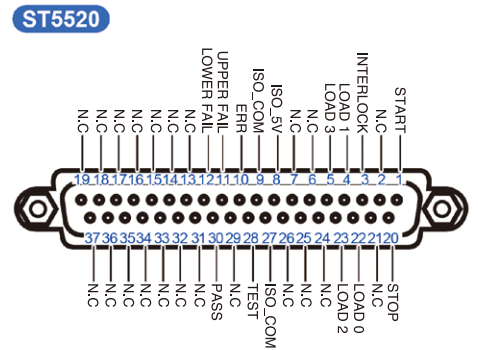 ST5520
N.C
N.C
N.C
N.C
N.C
N.C
N.C
LOWER FAIL
UPPER FAIL
ERR
ISO_COM
ISO_5V
N.C
N.C
LOAD 3
LOAD 1
INTERLOCK
N.C
START
19 18 17 16 15 14 13 12 11 10 9 8 7 6 5 4 3 2 1
37 36 35 34 33 32 31 30 29 28 27 26 25 24 23 22 21 20
N.C
N.C
N.C
N.C
N.C
N.C
N.C
PASS
N.C
TEST
ISO_COM
N.C
N.C
N.C
LOAD 2
LOAD 0
N.C
STOP